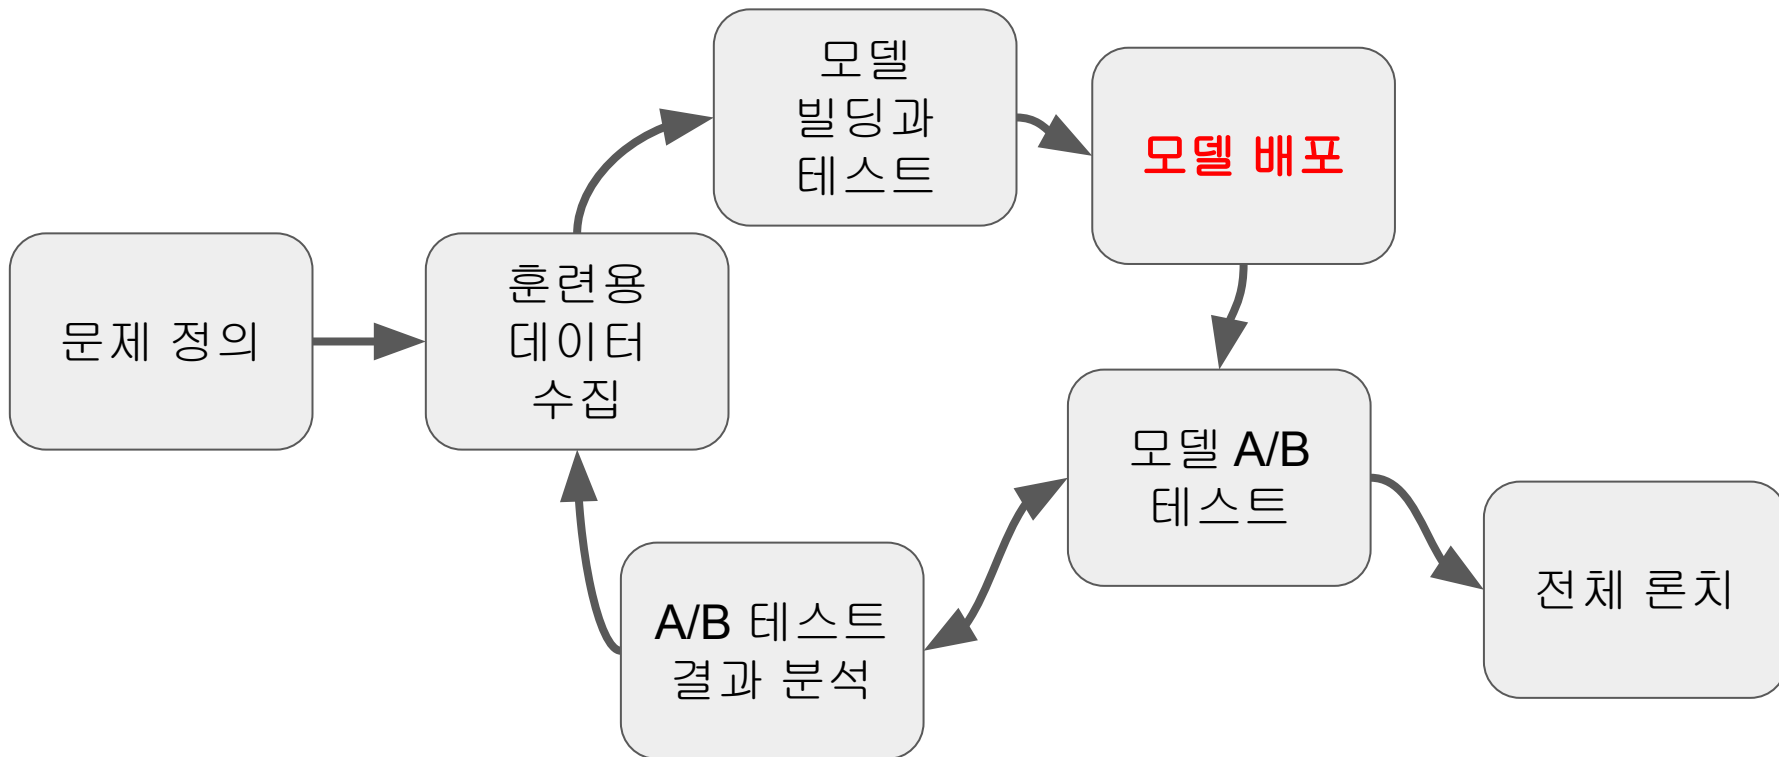 문제 정의
훈련용
데이터
수집
모델
빌딩과
테스트
모델 배포
모델 A/B
테스트
A/B 테스트
결과 분석
전체 론치